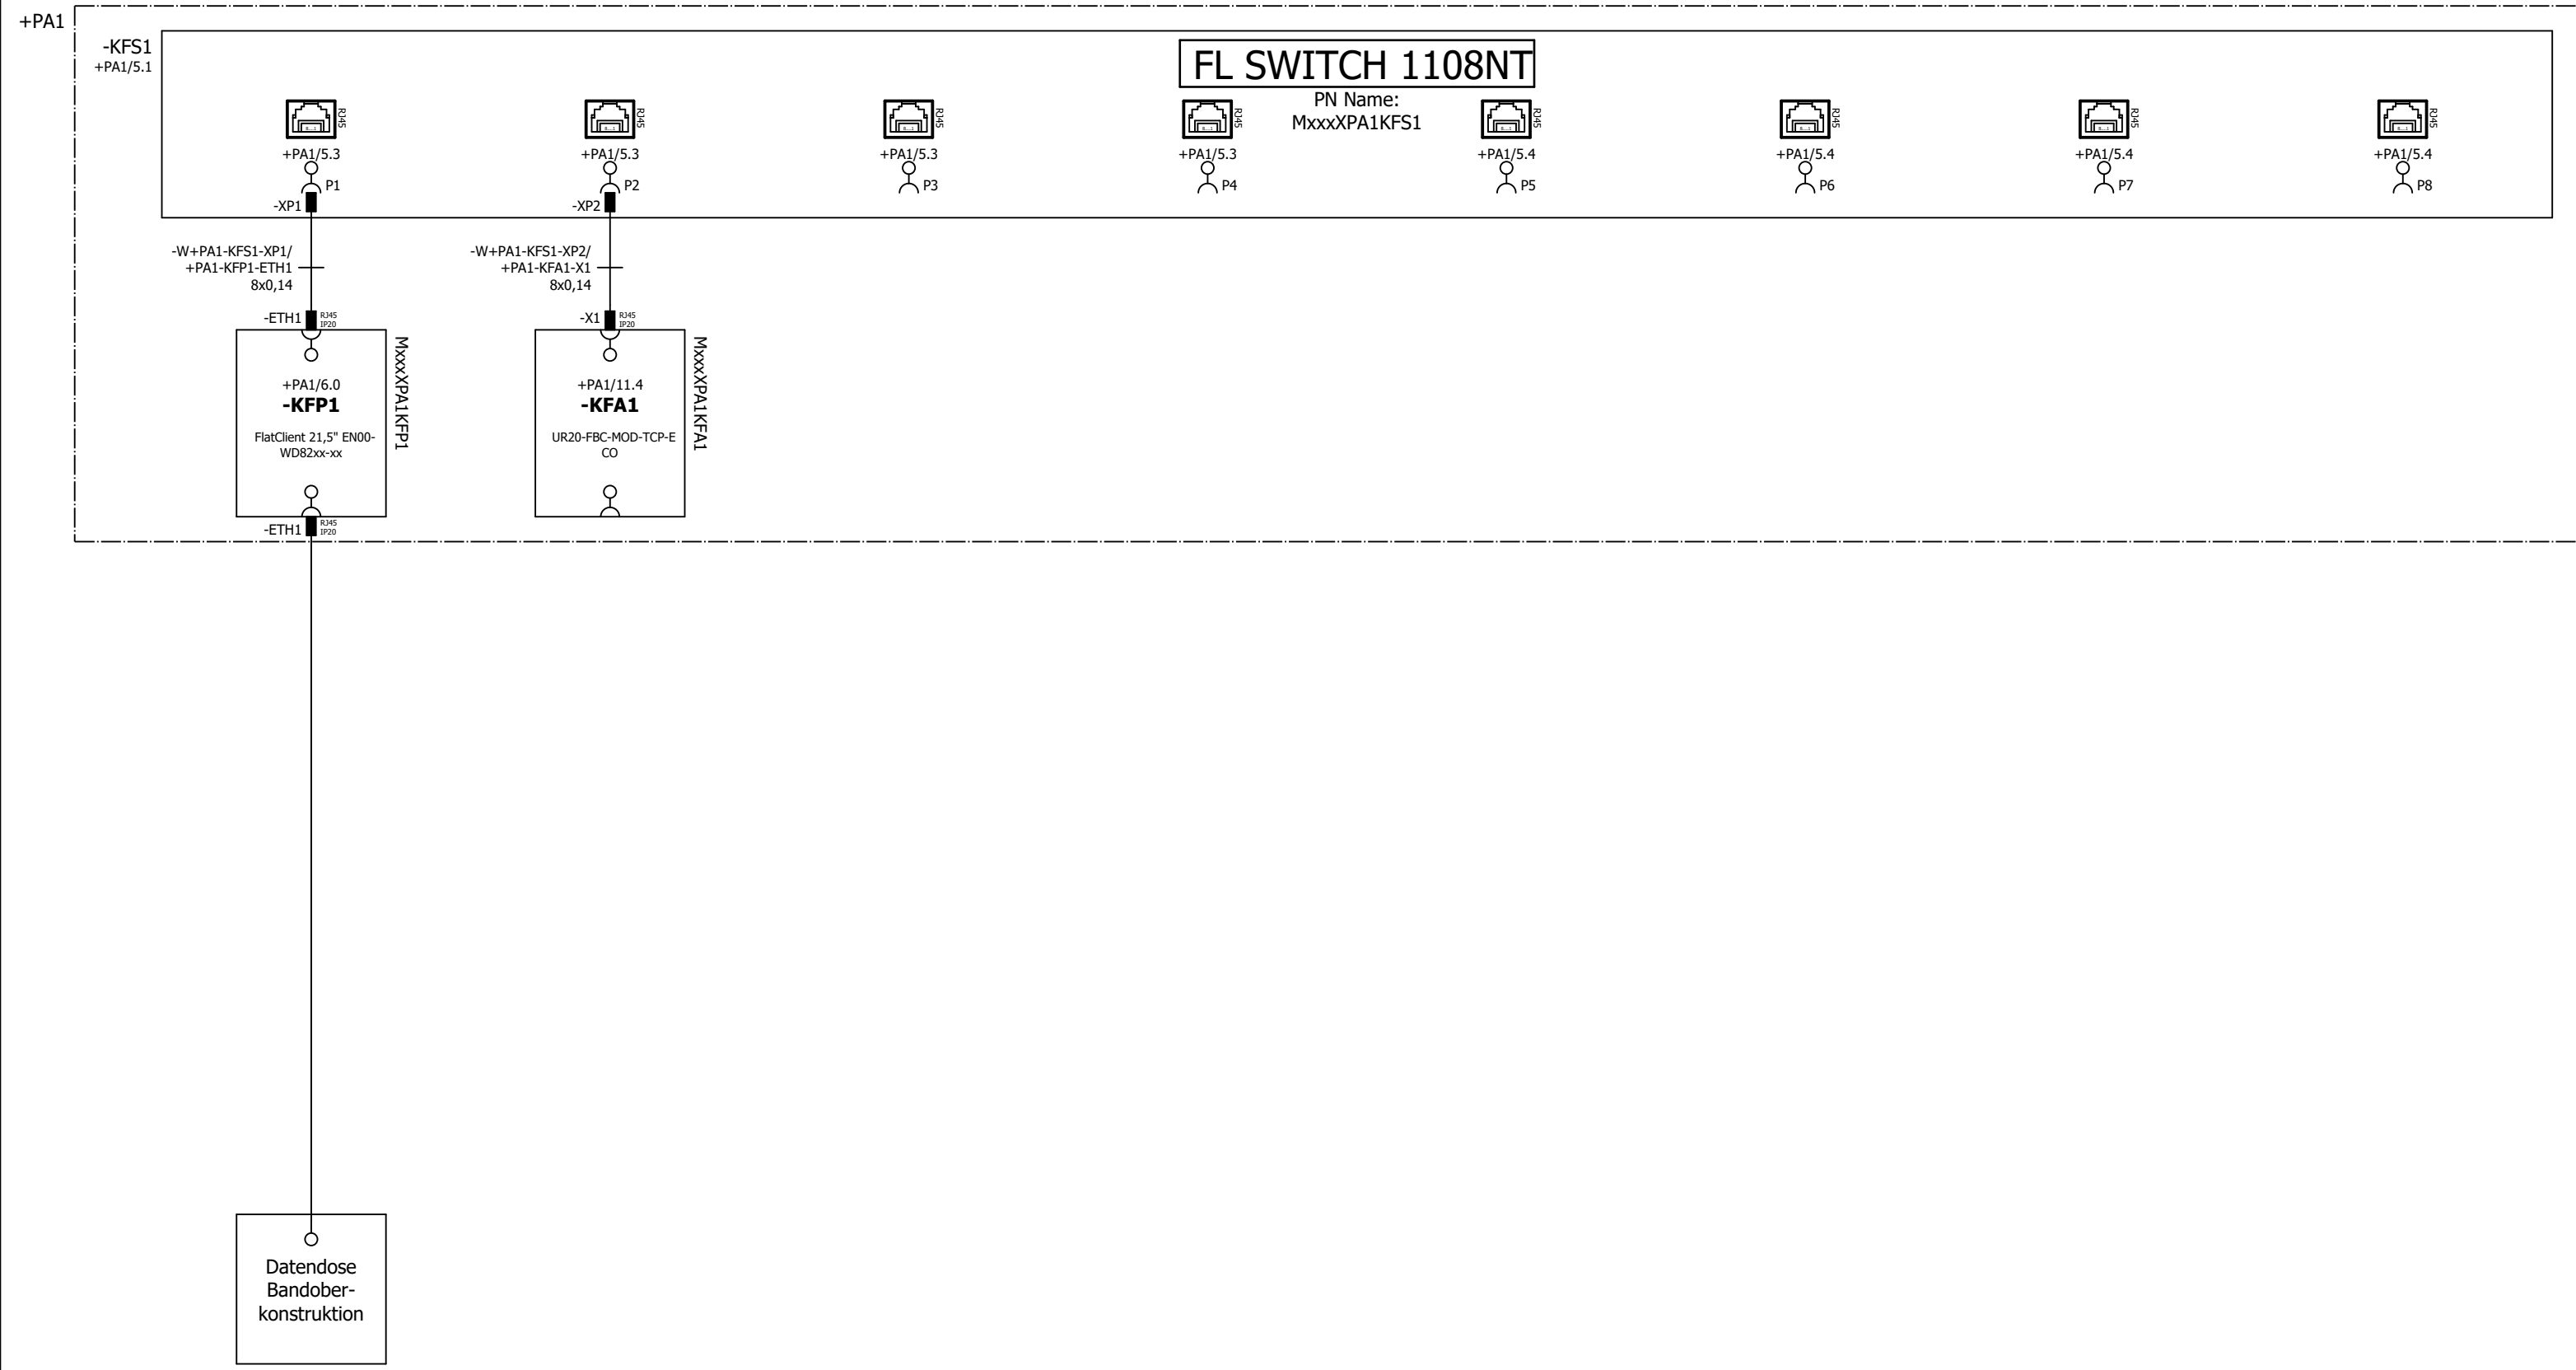 +PA1
-KFS1
+PA1/5.1
FL SWITCH 1108NT
PN Name:
MxxxXPA1KFS1
RJ45
RJ45
RJ45
RJ45
RJ45
RJ45
RJ45
RJ45
+PA1/5.3
+PA1/5.3
+PA1/5.3
+PA1/5.3
+PA1/5.4
+PA1/5.4
+PA1/5.4
+PA1/5.4
P1
P2
P3
P4
P5
P6
P7
P8
-XP1
-XP2
-W+PA1-KFS1-XP1/
+PA1-KFP1-ETH1
8x0,14
-W+PA1-KFS1-XP2/
+PA1-KFA1-X1
8x0,14
-ETH1
RJ45
IP20
-X1
RJ45
IP20
+PA1/6.0
-KFP1
FlatClient 21,5" EN00-
WD82xx-xx
MxxxXPA1KFP1
+PA1/11.4
-KFA1
UR20-FBC-MOD-TCP-E
CO
MxxxXPA1KFA1
-ETH1
RJ45
IP20
Datendose
Bandober-
konstruktion